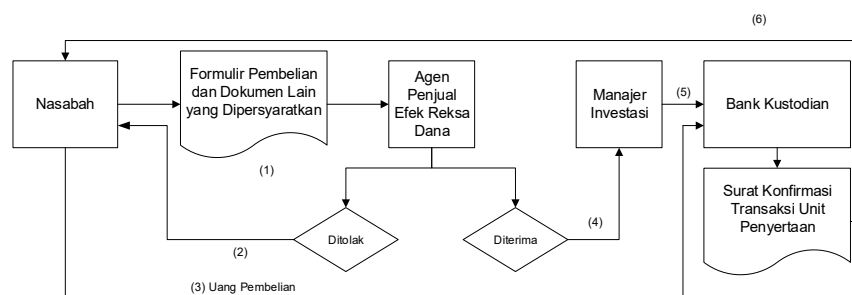 (6)
Nasabah
Formulir Pembelian
dan Dokumen Lain
yang Dipersyaratkan
(1)
Agen
Penjual
Efek Reksa
Dana
Manajer
Investasi
(5)
Bank Kustodian
Ditolak
(2)
Diterima
(4)
Surat Konfirmasi
Transaksi Unit
Penyertaan
(3) Uang Pembelian